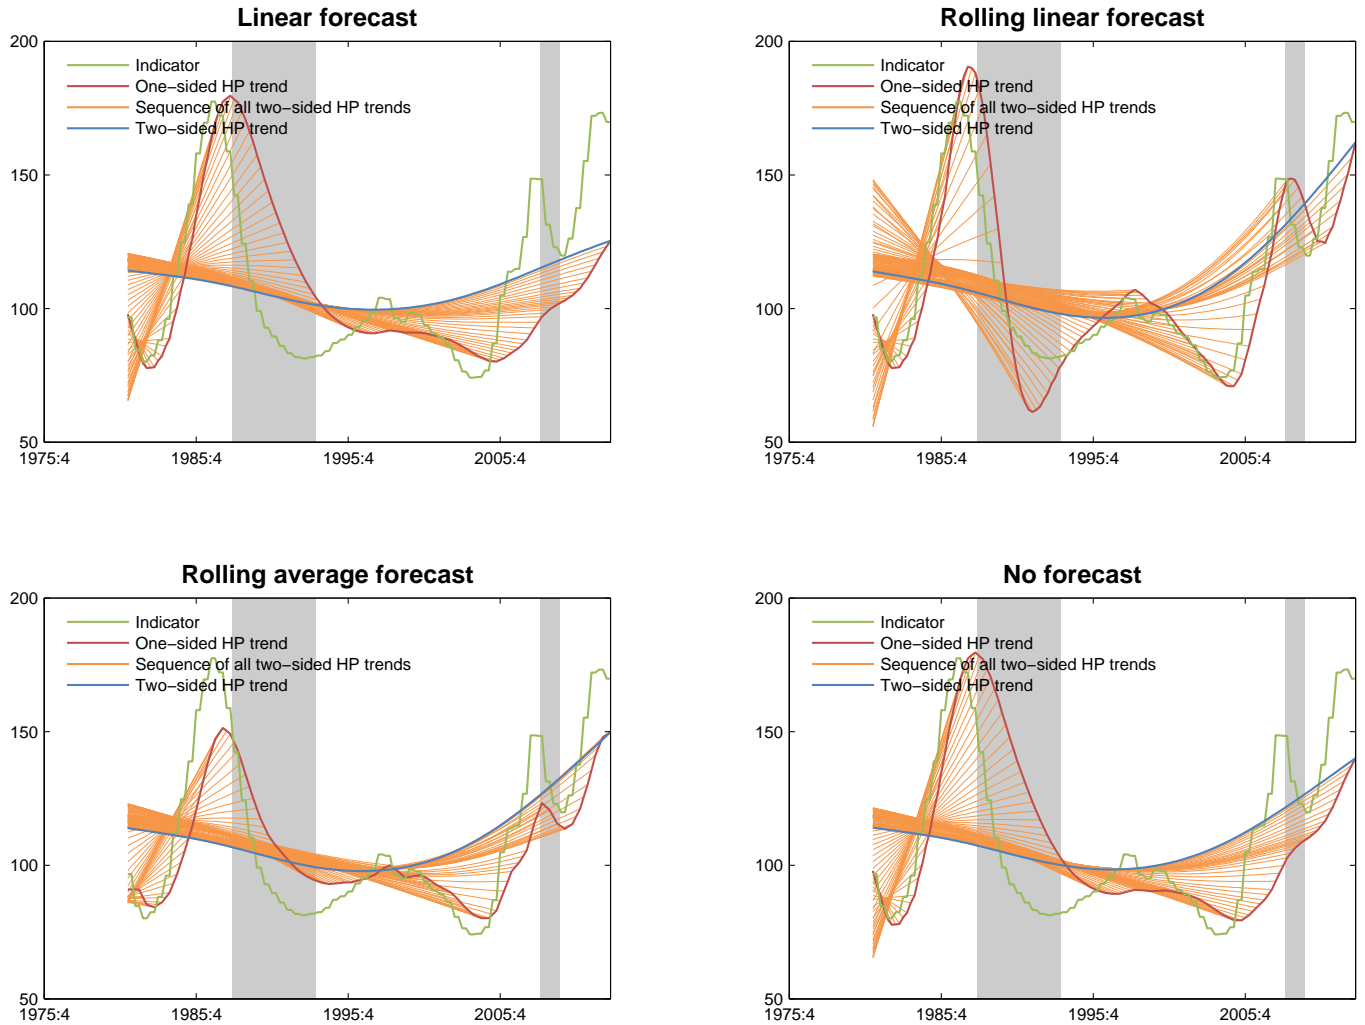 Linear forecast
200
150
100
50
1975:4 1985:4 1995:4 2005:4
Indicator
One−sided HP trend
Sequence of all two−sided HP trends
Two−sided HP trend
Rolling linear forecast
200
150
100
50
1975:4 1985:4 1995:4 2005:4
Indicator
One−sided HP trend
Sequence of all two−sided HP trends
Two−sided HP trend
Rolling average forecast
200
150
100
50
1975:4 1985:4 1995:4 2005:4
Indicator
One−sided HP trend
Sequence of all two−sided HP trends
Two−sided HP trend
No forecast
200
150
100
50
1975:4 1985:4 1995:4 2005:4
Indicator
One−sided HP trend
Sequence of all two−sided HP trends
Two−sided HP trend